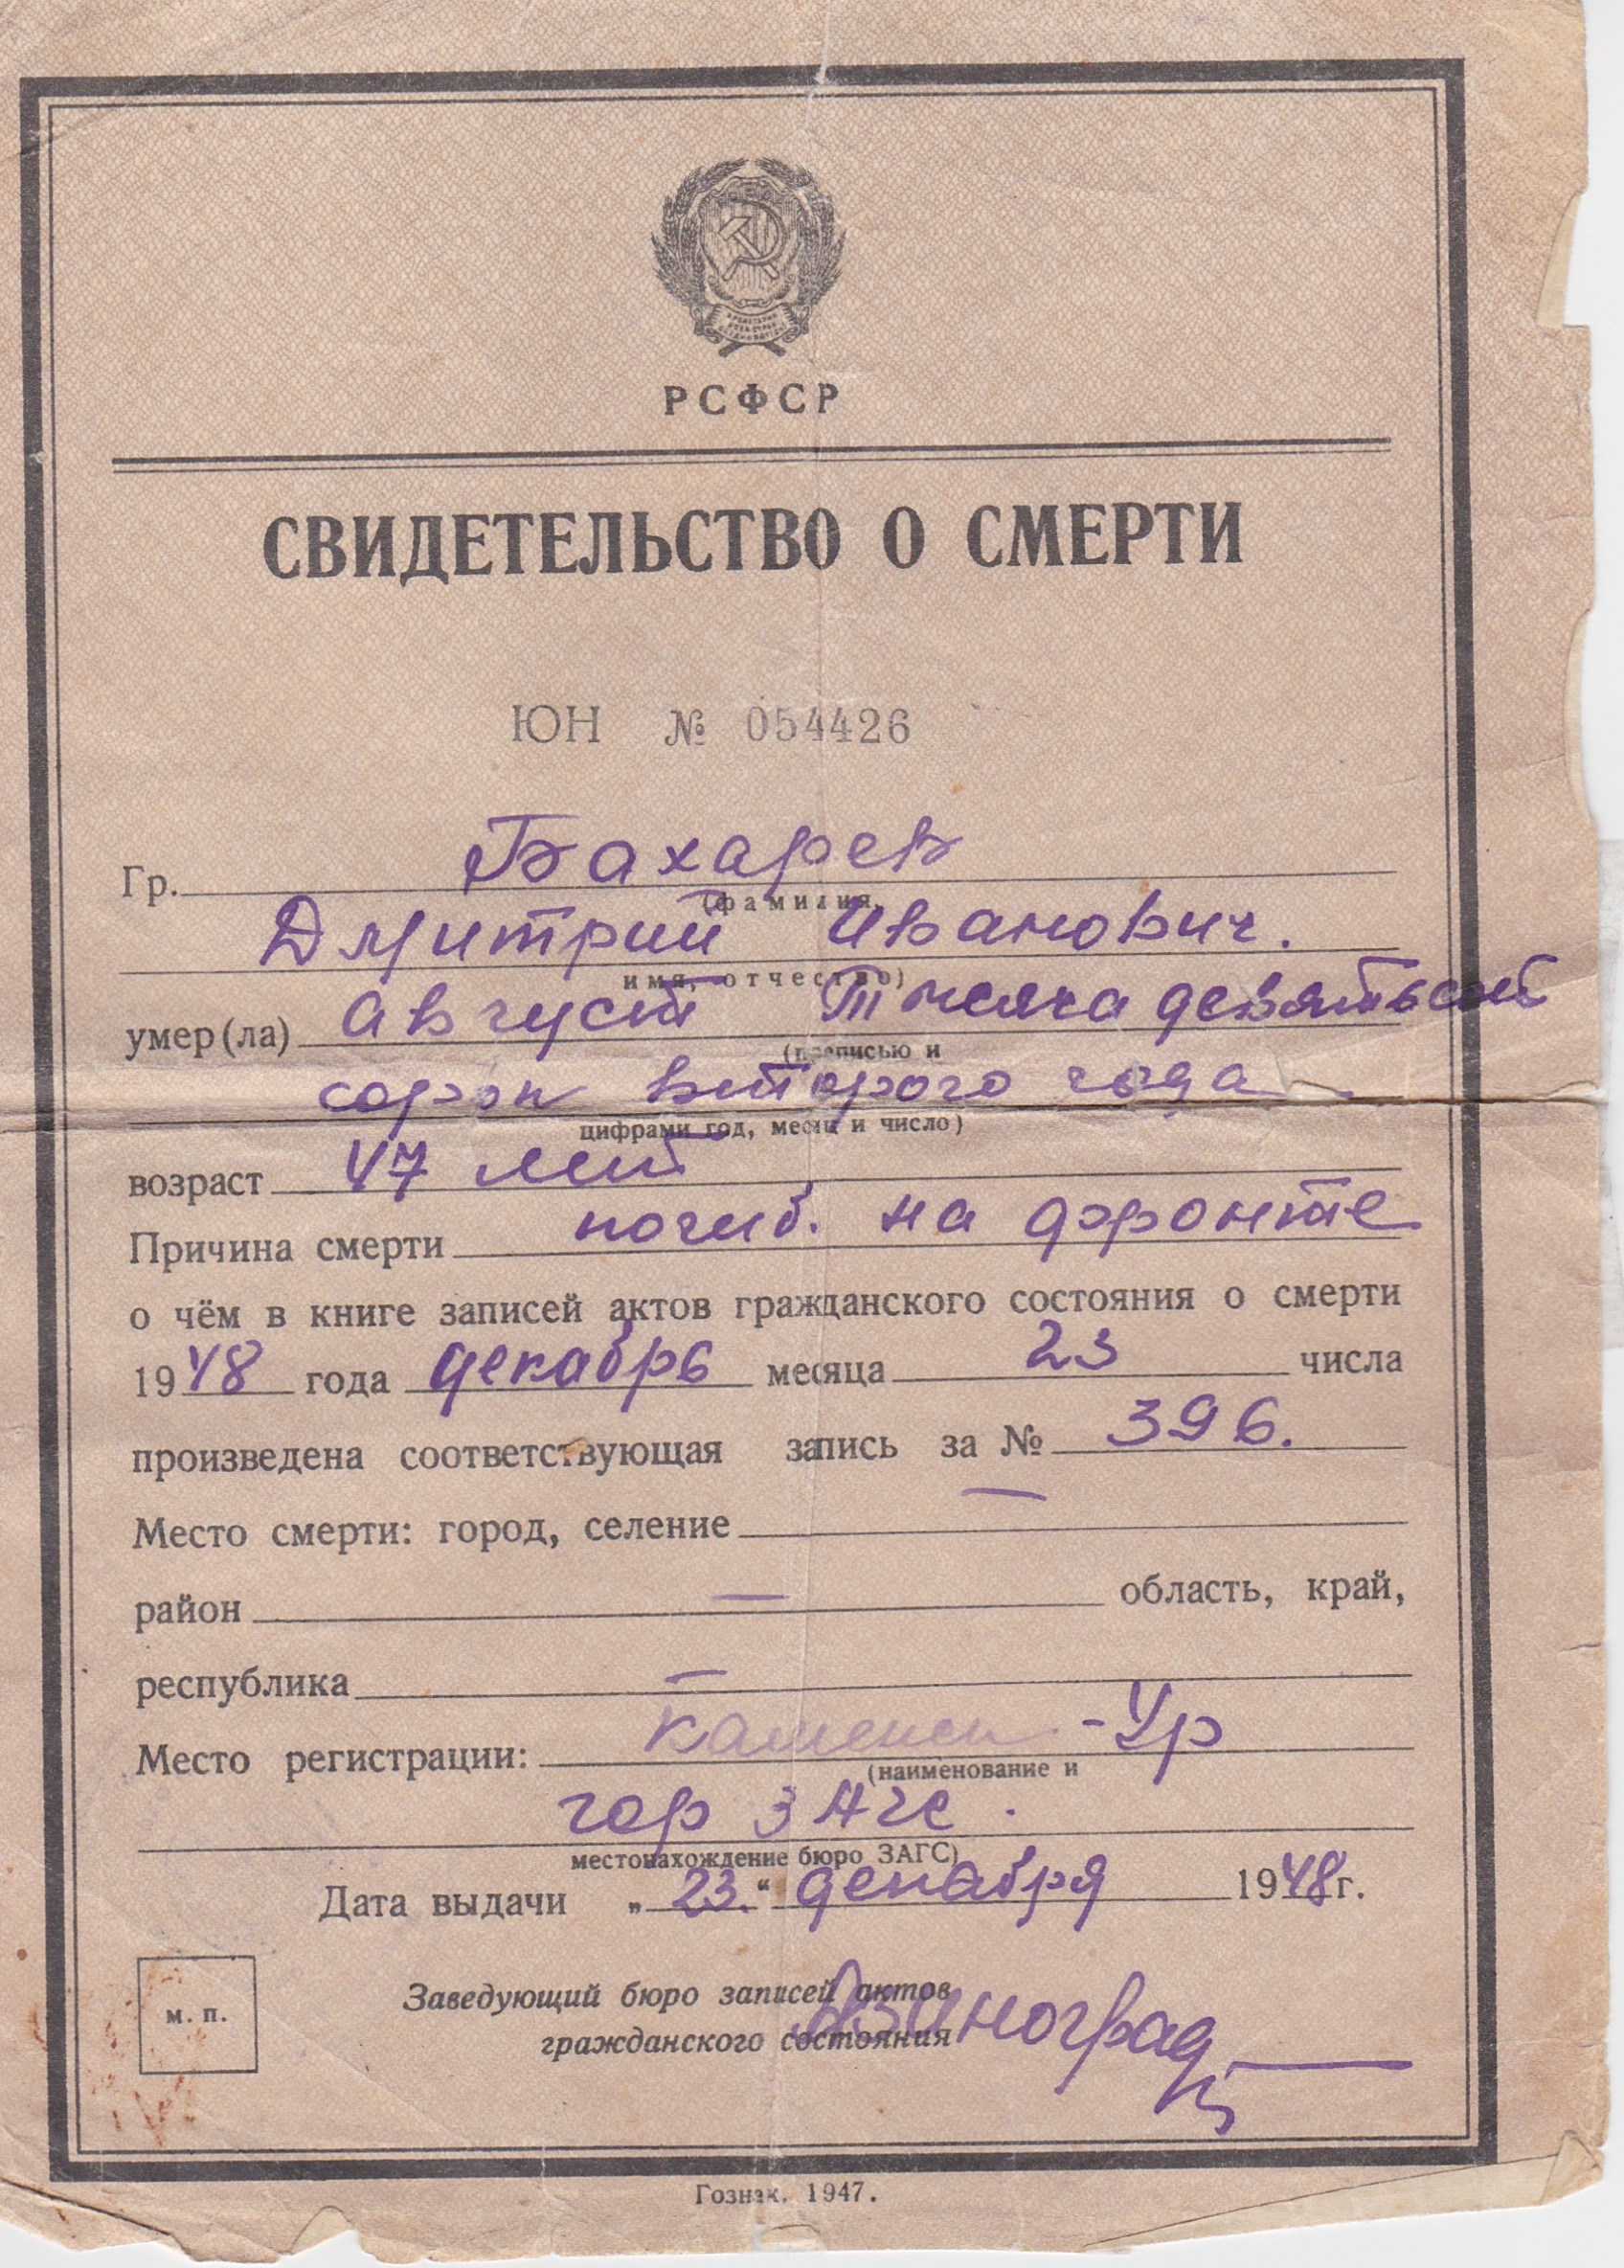 РСФСР
СВИДЕТЕЛЬСТВО О СМЕРТИ
ЮН № 054426
Гр. Бахарев
(фамилия,
Дмитрий Иванович.
имя, отчество)
умер(ла) август тысяча девятьсот
(прописью и
сорок второго года
цифрами год, месяц и число)
возраст 47 лет
Причина смерти погиб. на фронте
о чём в книге записей актов гражданского состояния о смерти
1948 года декабрь месяца 23 числа
произведена соответствующая запись за № 396.
Место смерти: город, селение —
район — область, край,
республика —
Место регистрации: Каменск-Ур
(наименование и
гор ЗАгс.
местонахождение бюро ЗАГС)
Дата выдачи „23.“ декабря 1948 г.
Заведующий бюро записей актов
м. п.
гражданского состояния
Гознак. 1947.